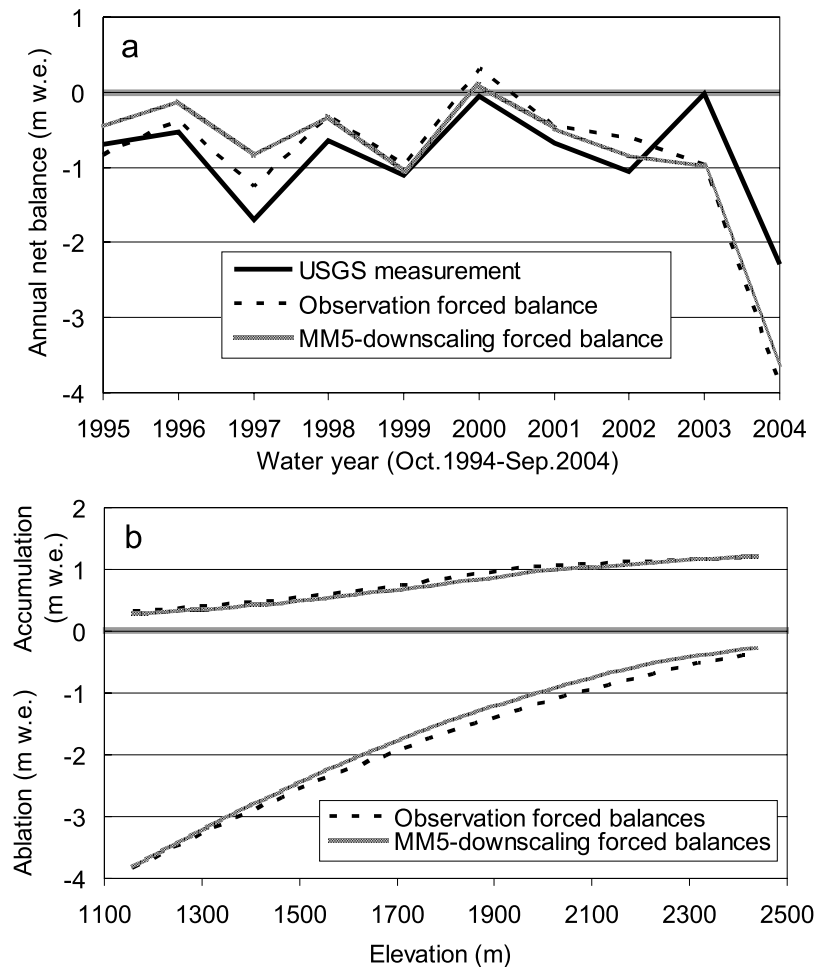 a
Annual net balance (m w.e.)
1
0
-1
-2
-3
-4
USGS measurement
Observation forced balance
MM5-downscaling forced balance
1995 1996 1997 1998 1999 2000 2001 2002 2003 2004
Water year (Oct.1994-Sep.2004)
b
Accumulation
(m w.e.)
Ablation (m w.e.)
2
1
0
-1
-2
-3
-4
Observation forced balances
MM5-downscaling forced balances
1100 1300 1500 1700 1900 2100 2300 2500
Elevation (m)